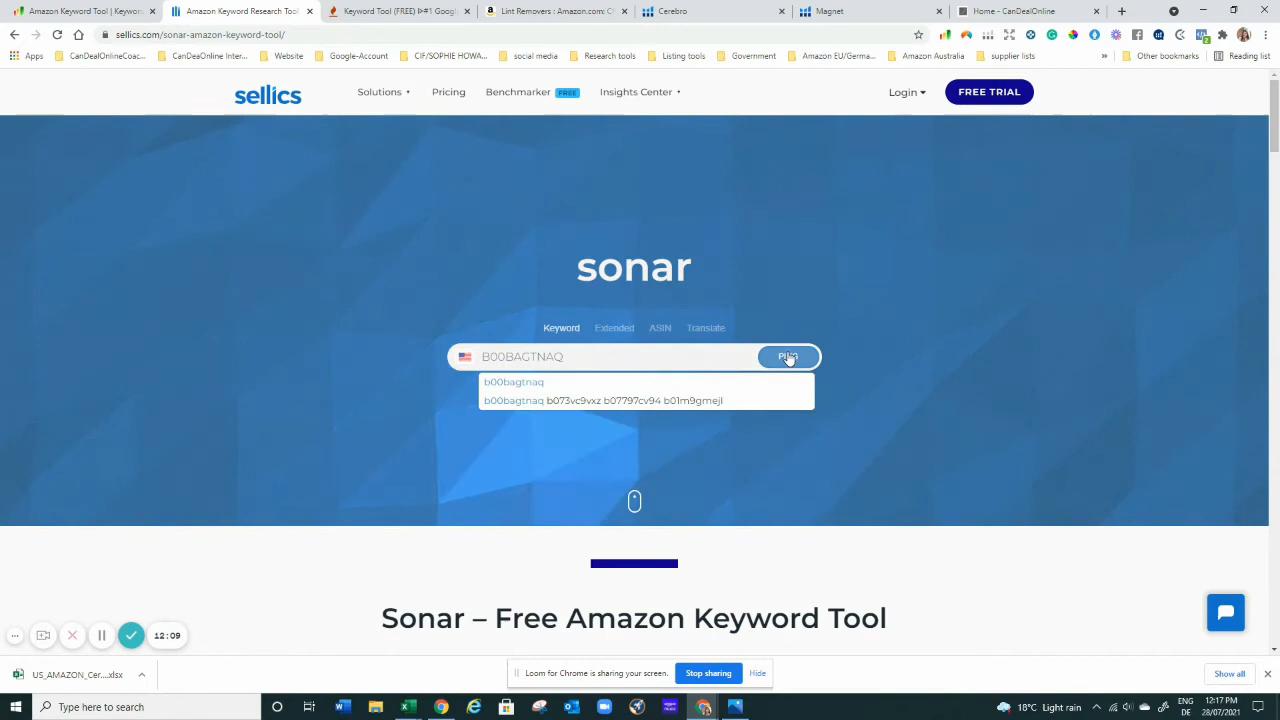 Amazon Keyword Tool | Keywords
Amazon Keyword Research Tool
Keyword Tool (FREE) ᐈ#1 Googl
Lint Removers : Amazon.com: C
Cerebro
Magnet
Home - CanDealOnline
sellics.com/sonar-amazon-keyword-tool/
Apps
CanDealOnlineCoac...
CanDealOnline Inter...
Website
Google-Account
CIF/SOPHIE HOWA...
social media
Research tools
Listing tools
Government
Amazon EU/Germa...
Amazon Australia
supplier lists
»
Other bookmarks
Reading list
sellics
Solutions
Pricing
Benchmarker FREE
Insights Center
Login
FREE TRIAL
sonar
Keyword Extended ASIN Translate
B00BAGTNAQ
b00bagtnaq
b00bagtnaq b073vc9vxz b07797cv94 b01m9gmejl
Sonar – Free Amazon Keyword Tool
12:09
US_AMAZON_Cer....xlsx
Loom for Chrome is sharing your screen.
Stop sharing
Hide
Show all
Type here to search
18°C Light rain
ENG
DE
12:17 PM
28/07/2021